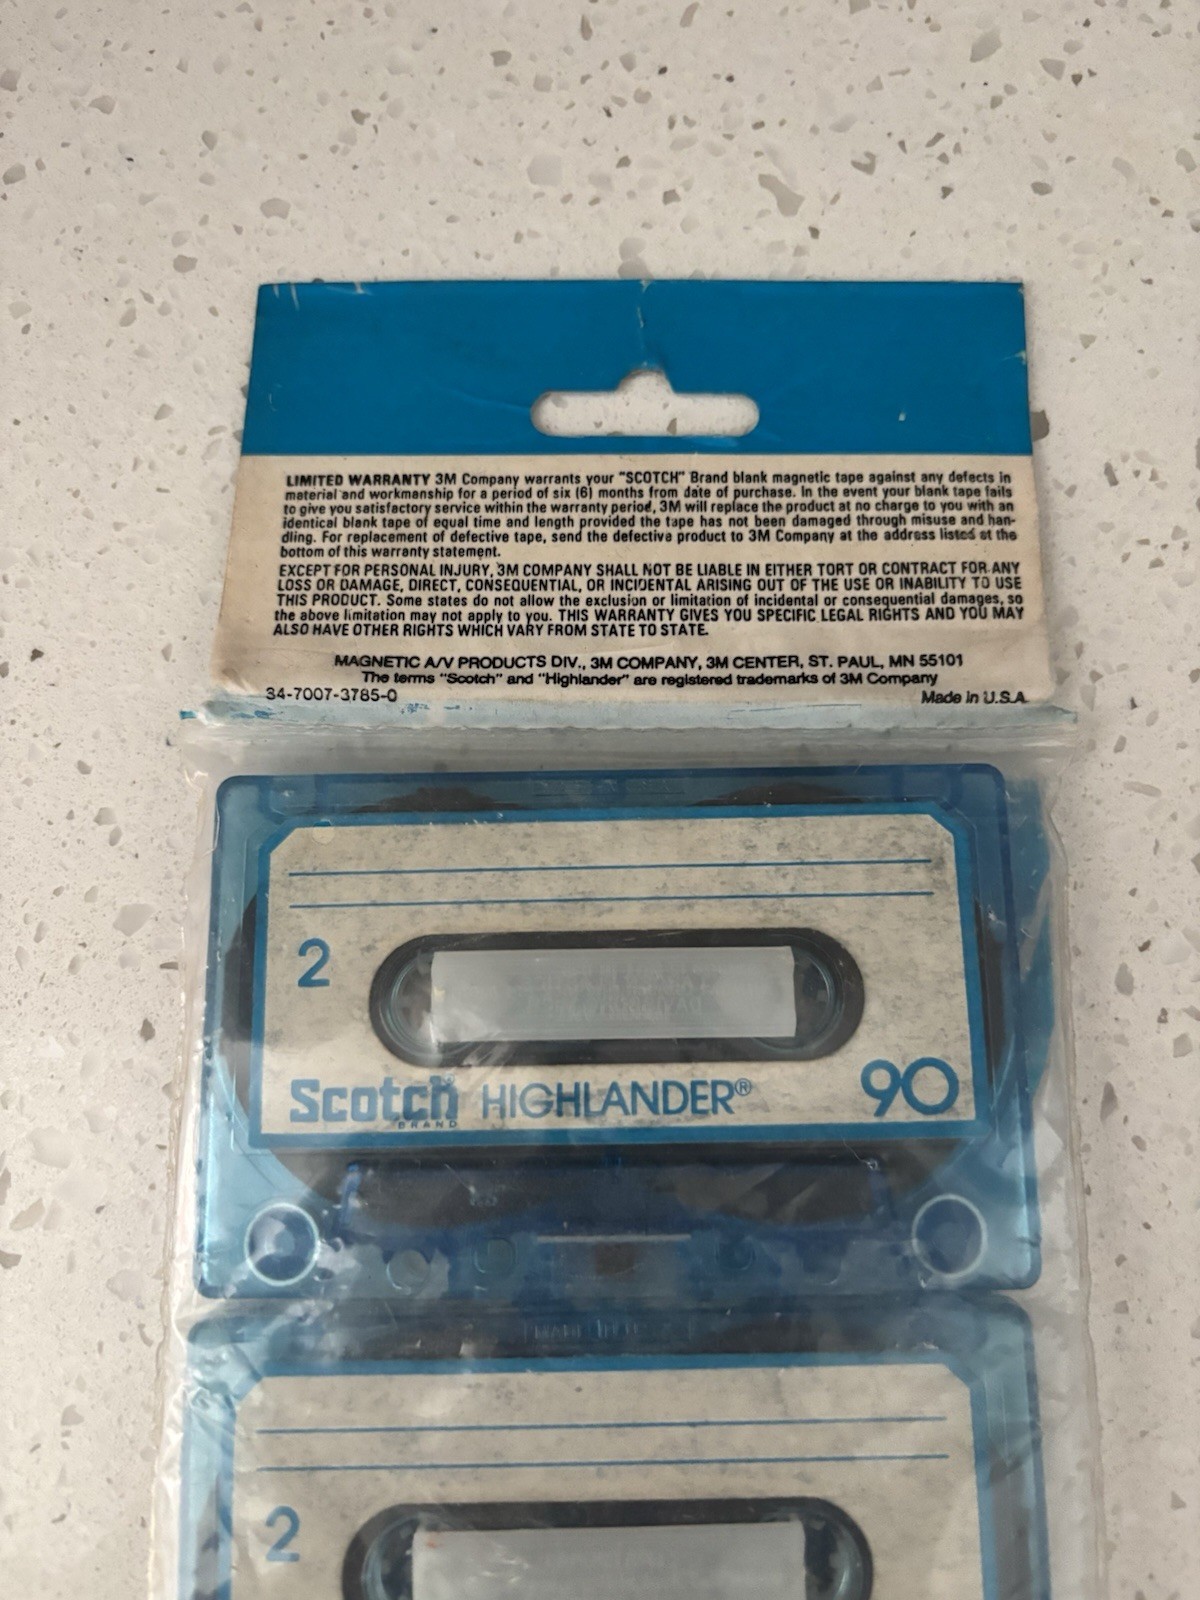 LIMITED WARRANTY 3M Company warrants your "SCOTCH" Brand blank magnetic tape against any defects in
material and workmanship for a period of six (6) months from date of purchase. In the event your blank tape fails
to give you satisfactory service within the warranty period, 3M will replace the product at no charge to you with an
identical blank tape of equal time and length provided the tape has not been damaged through misuse and han-
dling. For replacement of defective tape, send the defective product to 3M Company at the address listed at the
bottom of this warranty statement.
EXCEPT FOR PERSONAL INJURY, 3M COMPANY SHALL NOT BE LIABLE IN EITHER TORT OR CONTRACT FOR ANY
LOSS OR DAMAGE, DIRECT, CONSEQUENTIAL, OR INCIDENTAL ARISING OUT OF THE USE OR INABILITY TO USE
THIS PRODUCT. Some states do not allow the exclusion or limitation of incidental or consequential damages, so
the above limitation may not apply to you. THIS WARRANTY GIVES YOU SPECIFIC LEGAL RIGHTS AND YOU MAY
ALSO HAVE OTHER RIGHTS WHICH VARY FROM STATE TO STATE.
MAGNETIC A/V PRODUCTS DIV., 3M COMPANY, 3M CENTER, ST. PAUL, MN 55101
The terms "Scotch" and "Highlander" are registered trademarks of 3M Company
34-7007-3785-0 Made in U.S.A.
2
Scotch® HIGHLANDER® 90
BRAND
2